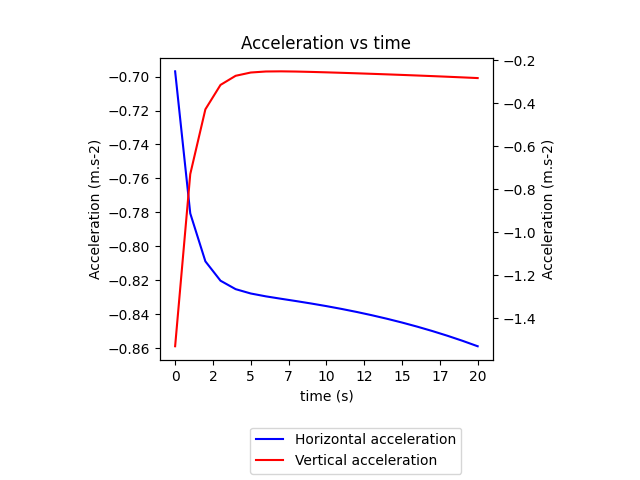 Acceleration vs time
−0.70
−0.72
−0.74
−0.76
−0.78
−0.80
−0.82
−0.84
−0.86
Acceleration (m.s-2)
−0.2
−0.4
−0.6
−0.8
−1.0
−1.2
−1.4
Acceleration (m.s-2)
0 2 5 7 10 12 15 17 20
time (s)
Horizontal acceleration
Vertical acceleration